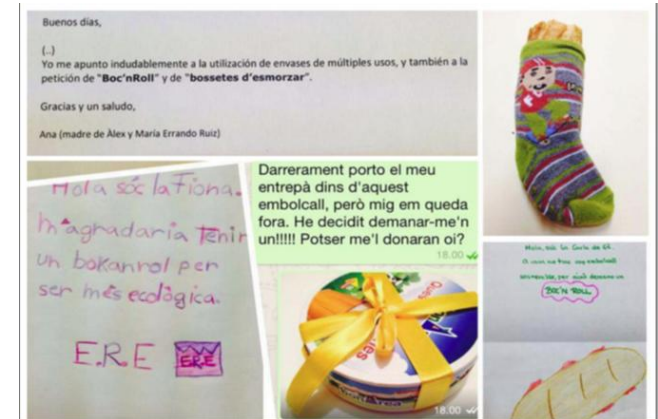 Buenos días,
(..)
Yo me apunto indudablemente a la utilización de envases de múltiples usos, y también a la
petición de "Boc'nRoll" y de "bossetes d'esmorzar".
Gracias y un saludo,
Ana (madre de Àlex y María Errando Ruiz)
Hola sóc la Fiona.
M'agradaria Tenir
un bokanrol per
ser més ecològica.
E.R.E
ERE
Darrerament porto el meu
entrepà dins d'aquest
embolcall, però mig em queda
fora. He decidit demanar-me'n
un!!!!! Potser me'l donaran oi?
18.00
18.00
BOC'N ROLL